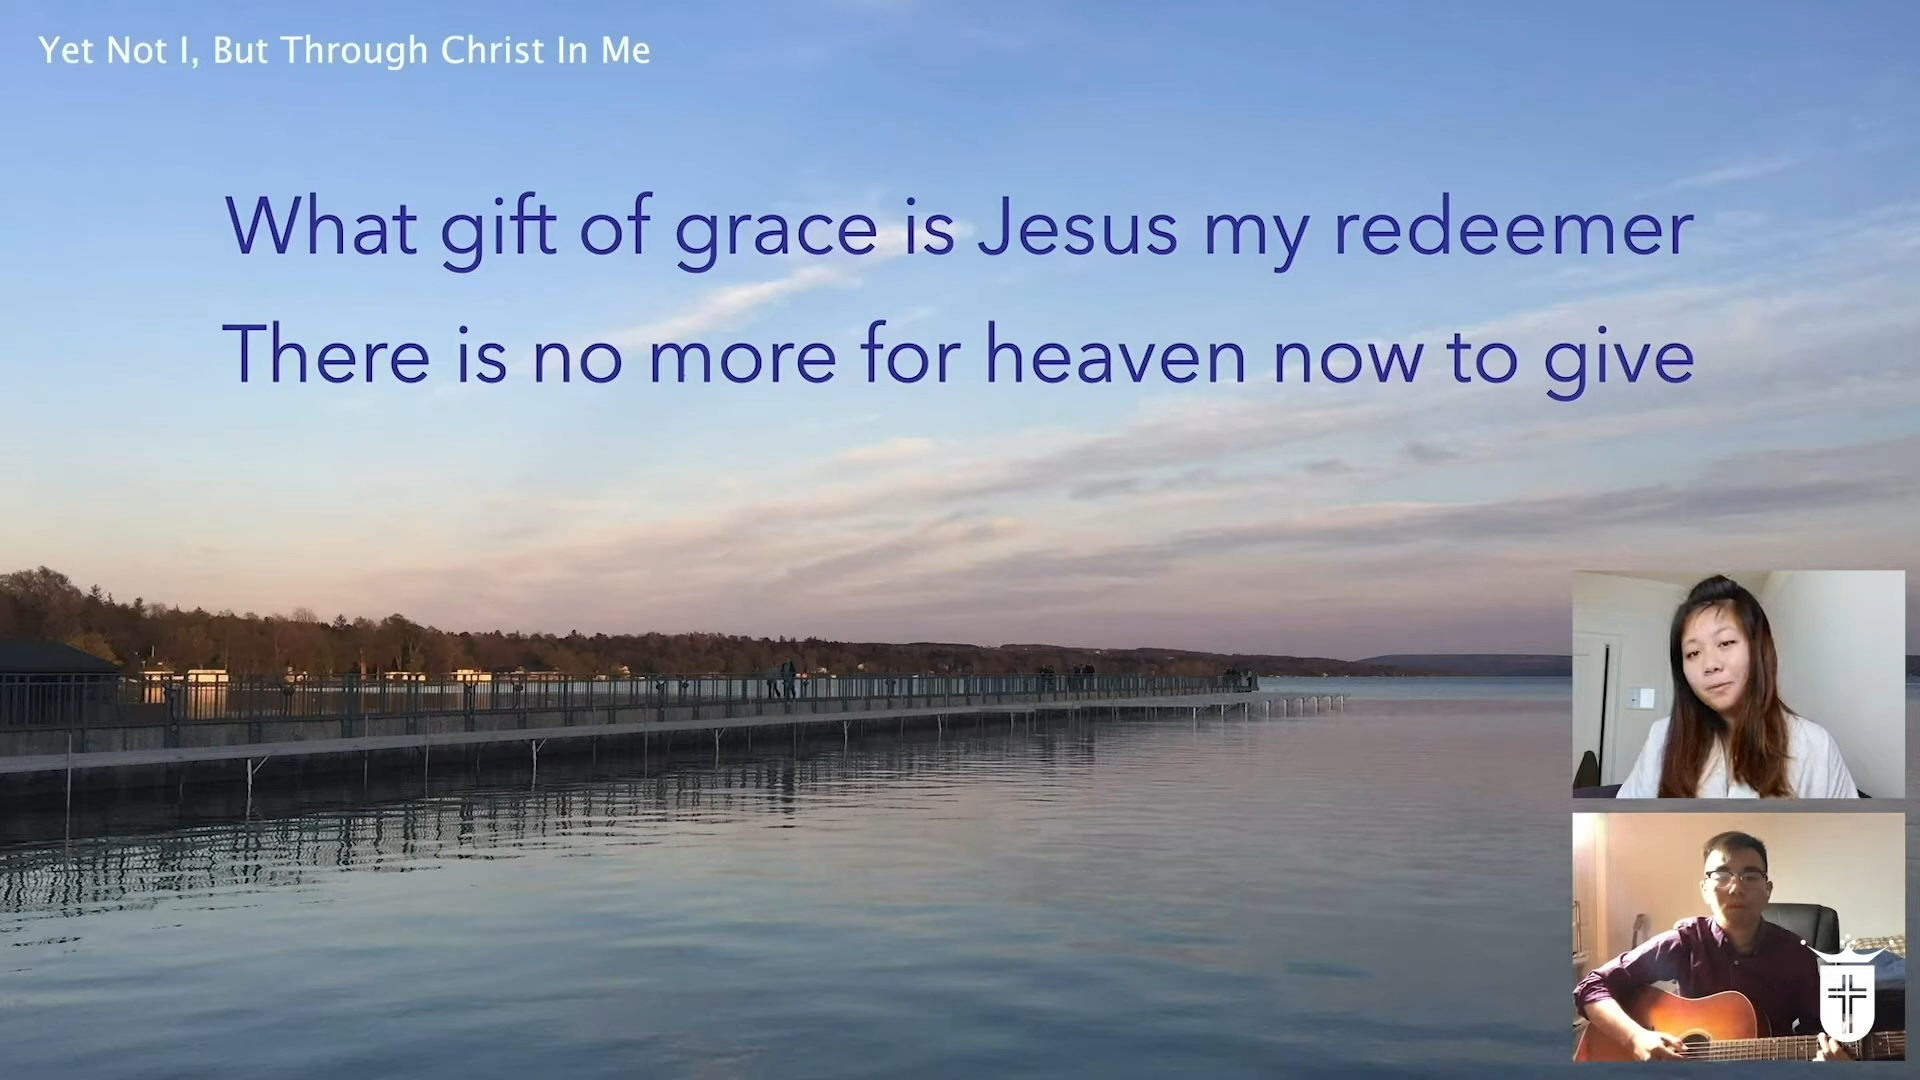 Yet Not I, But Through Christ In Me
What gift of grace is Jesus my redeemer
There is no more for heaven now to give